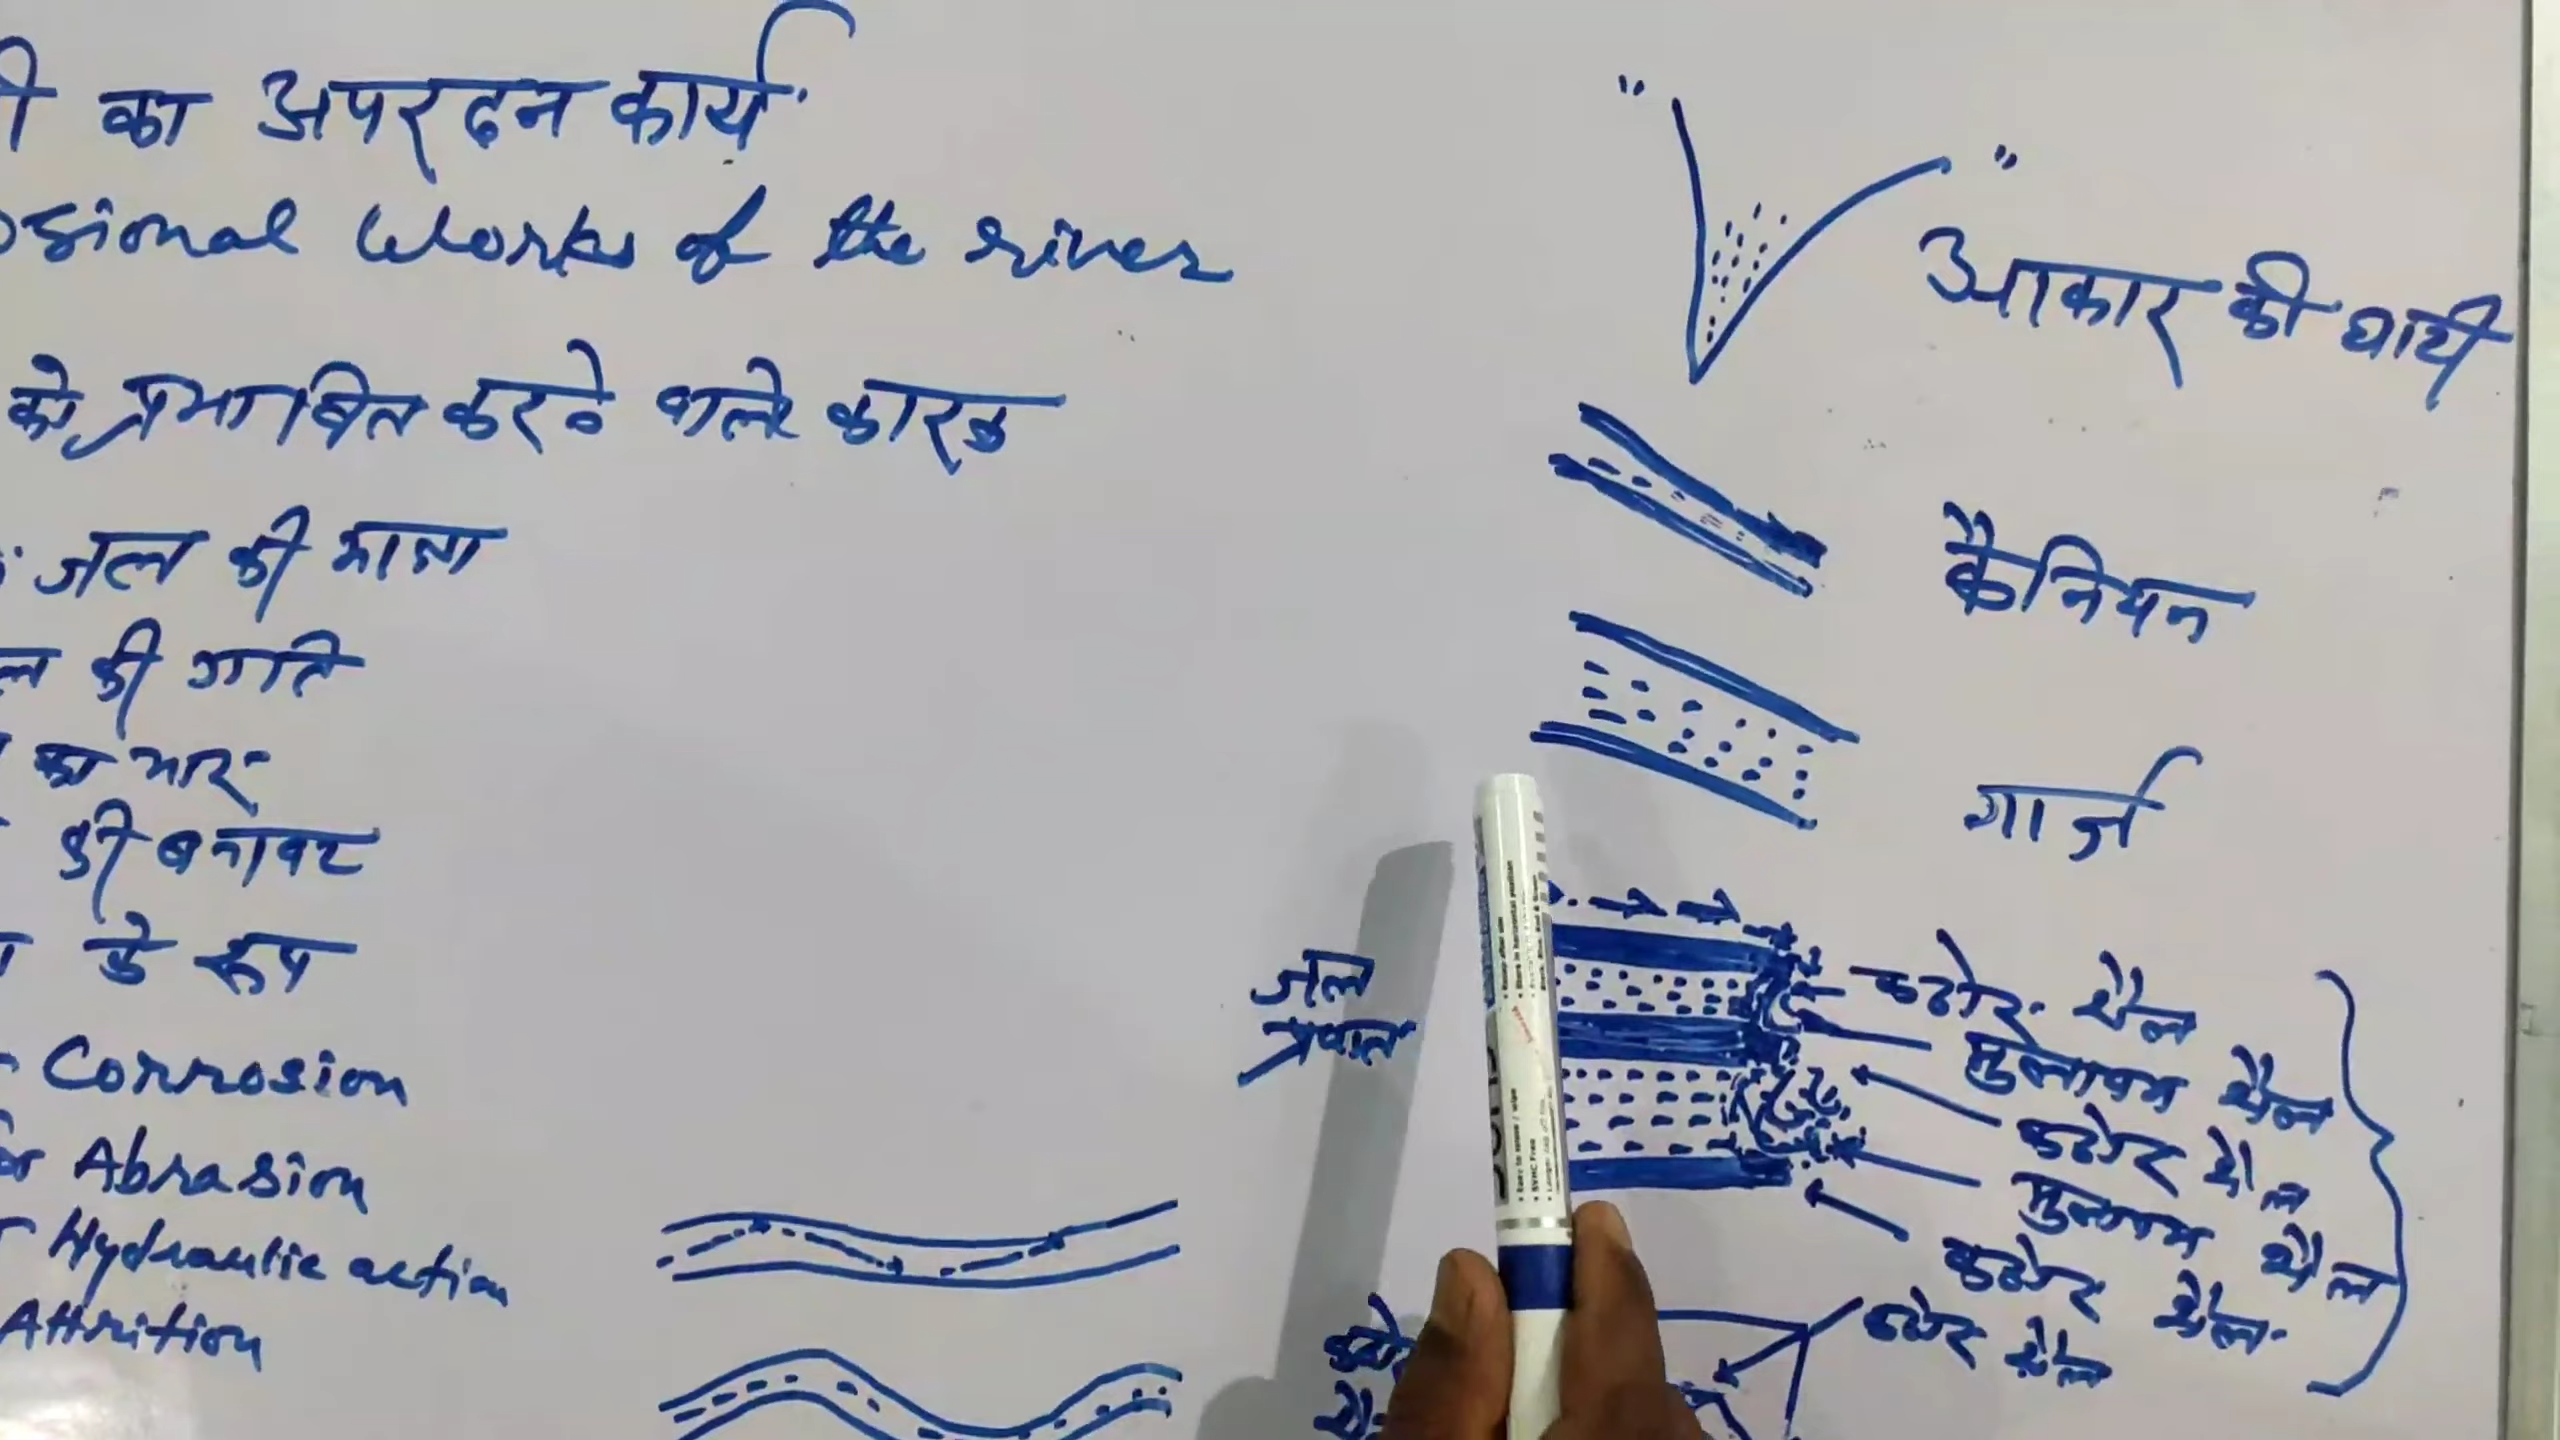 का अपरदन कार्य
osional Works of the river
को प्रभावित करने वाले कारक
जल की मात्रा
ल की गति
का भार
की बनावट
के रूप
Corrosion
Abrasion
Hydraulic action
Attrition
" V " आकार की घाटी
कैनियन
गार्ज
जल
प्रपात
कठोर शैल
मुलायम शैल
कठोर शैल
मुलायम शैल
कठोर शैल
कठोर शैल